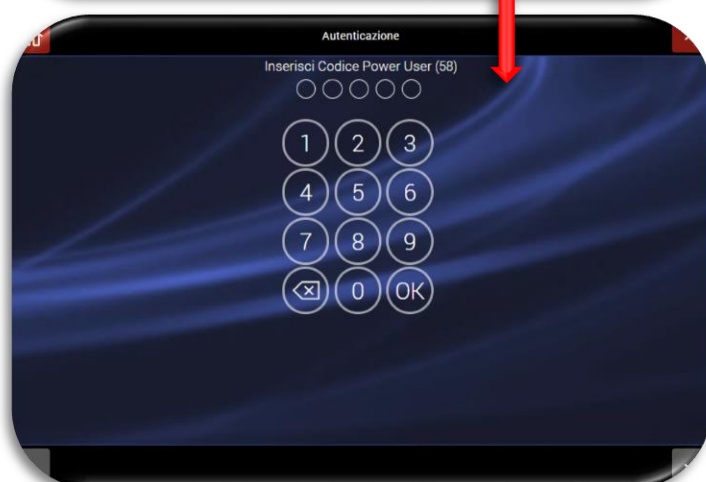 Autenticazione
Inserisci Codice Power User (58)
1 2 3
4 5 6
7 8 9
0 OK